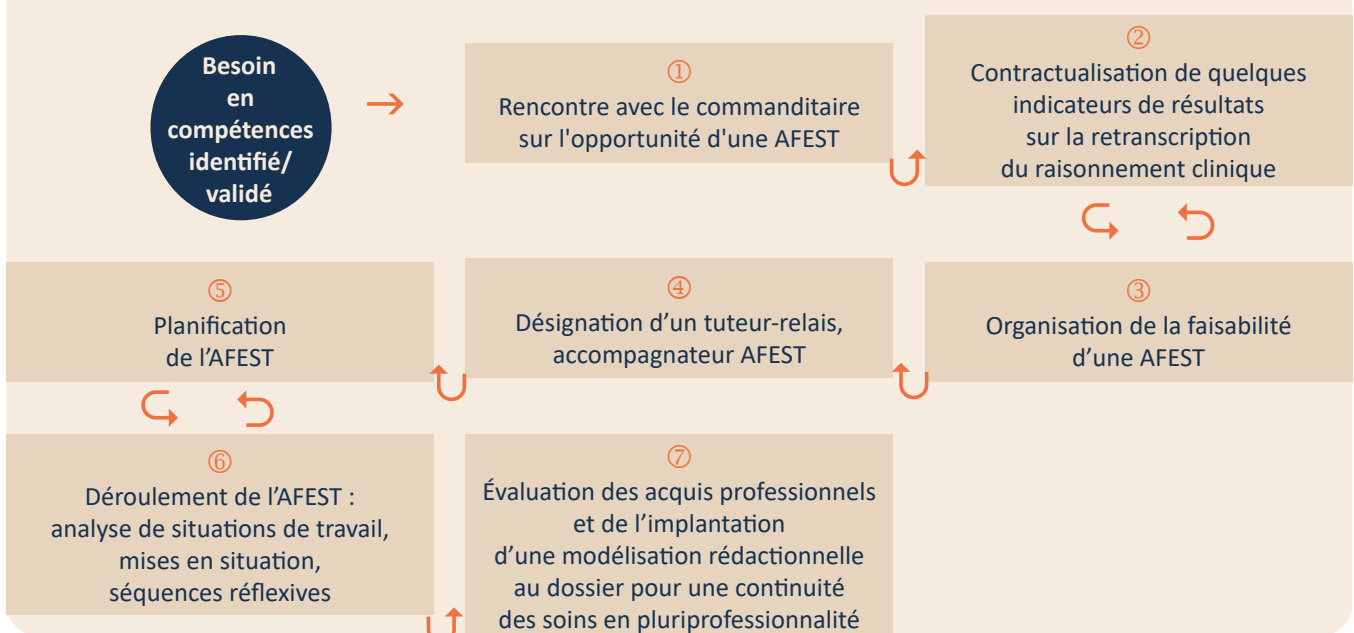 Besoin
en
compétences
identifié/
validé
①
Rencontre avec le commanditaire
sur l'opportunité d'une AFEST
②
Contractualisation de quelques
indicateurs de résultats
sur la retranscription
du raisonnement clinique
③
Organisation de la faisabilité
d'une AFEST
④
Désignation d’un tuteur-relais,
accompagnateur AFEST
⑤
Planification
de l’AFEST
⑥
Déroulement de l’AFEST :
analyse de situations de travail,
mises en situation,
séquences réflexives
⑦
Évaluation des acquis professionnels
et de l’implantation
d’une modélisation rédactionnelle
au dossier pour une continuité
des soins en pluriprofessionnalité